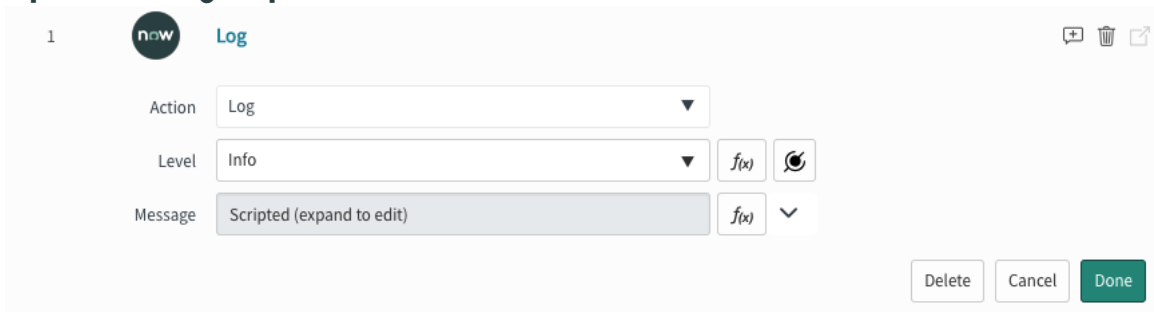 1 now Log
Action Log
Level Info f(x)
Message Scripted (expand to edit) f(x)
Delete Cancel Done